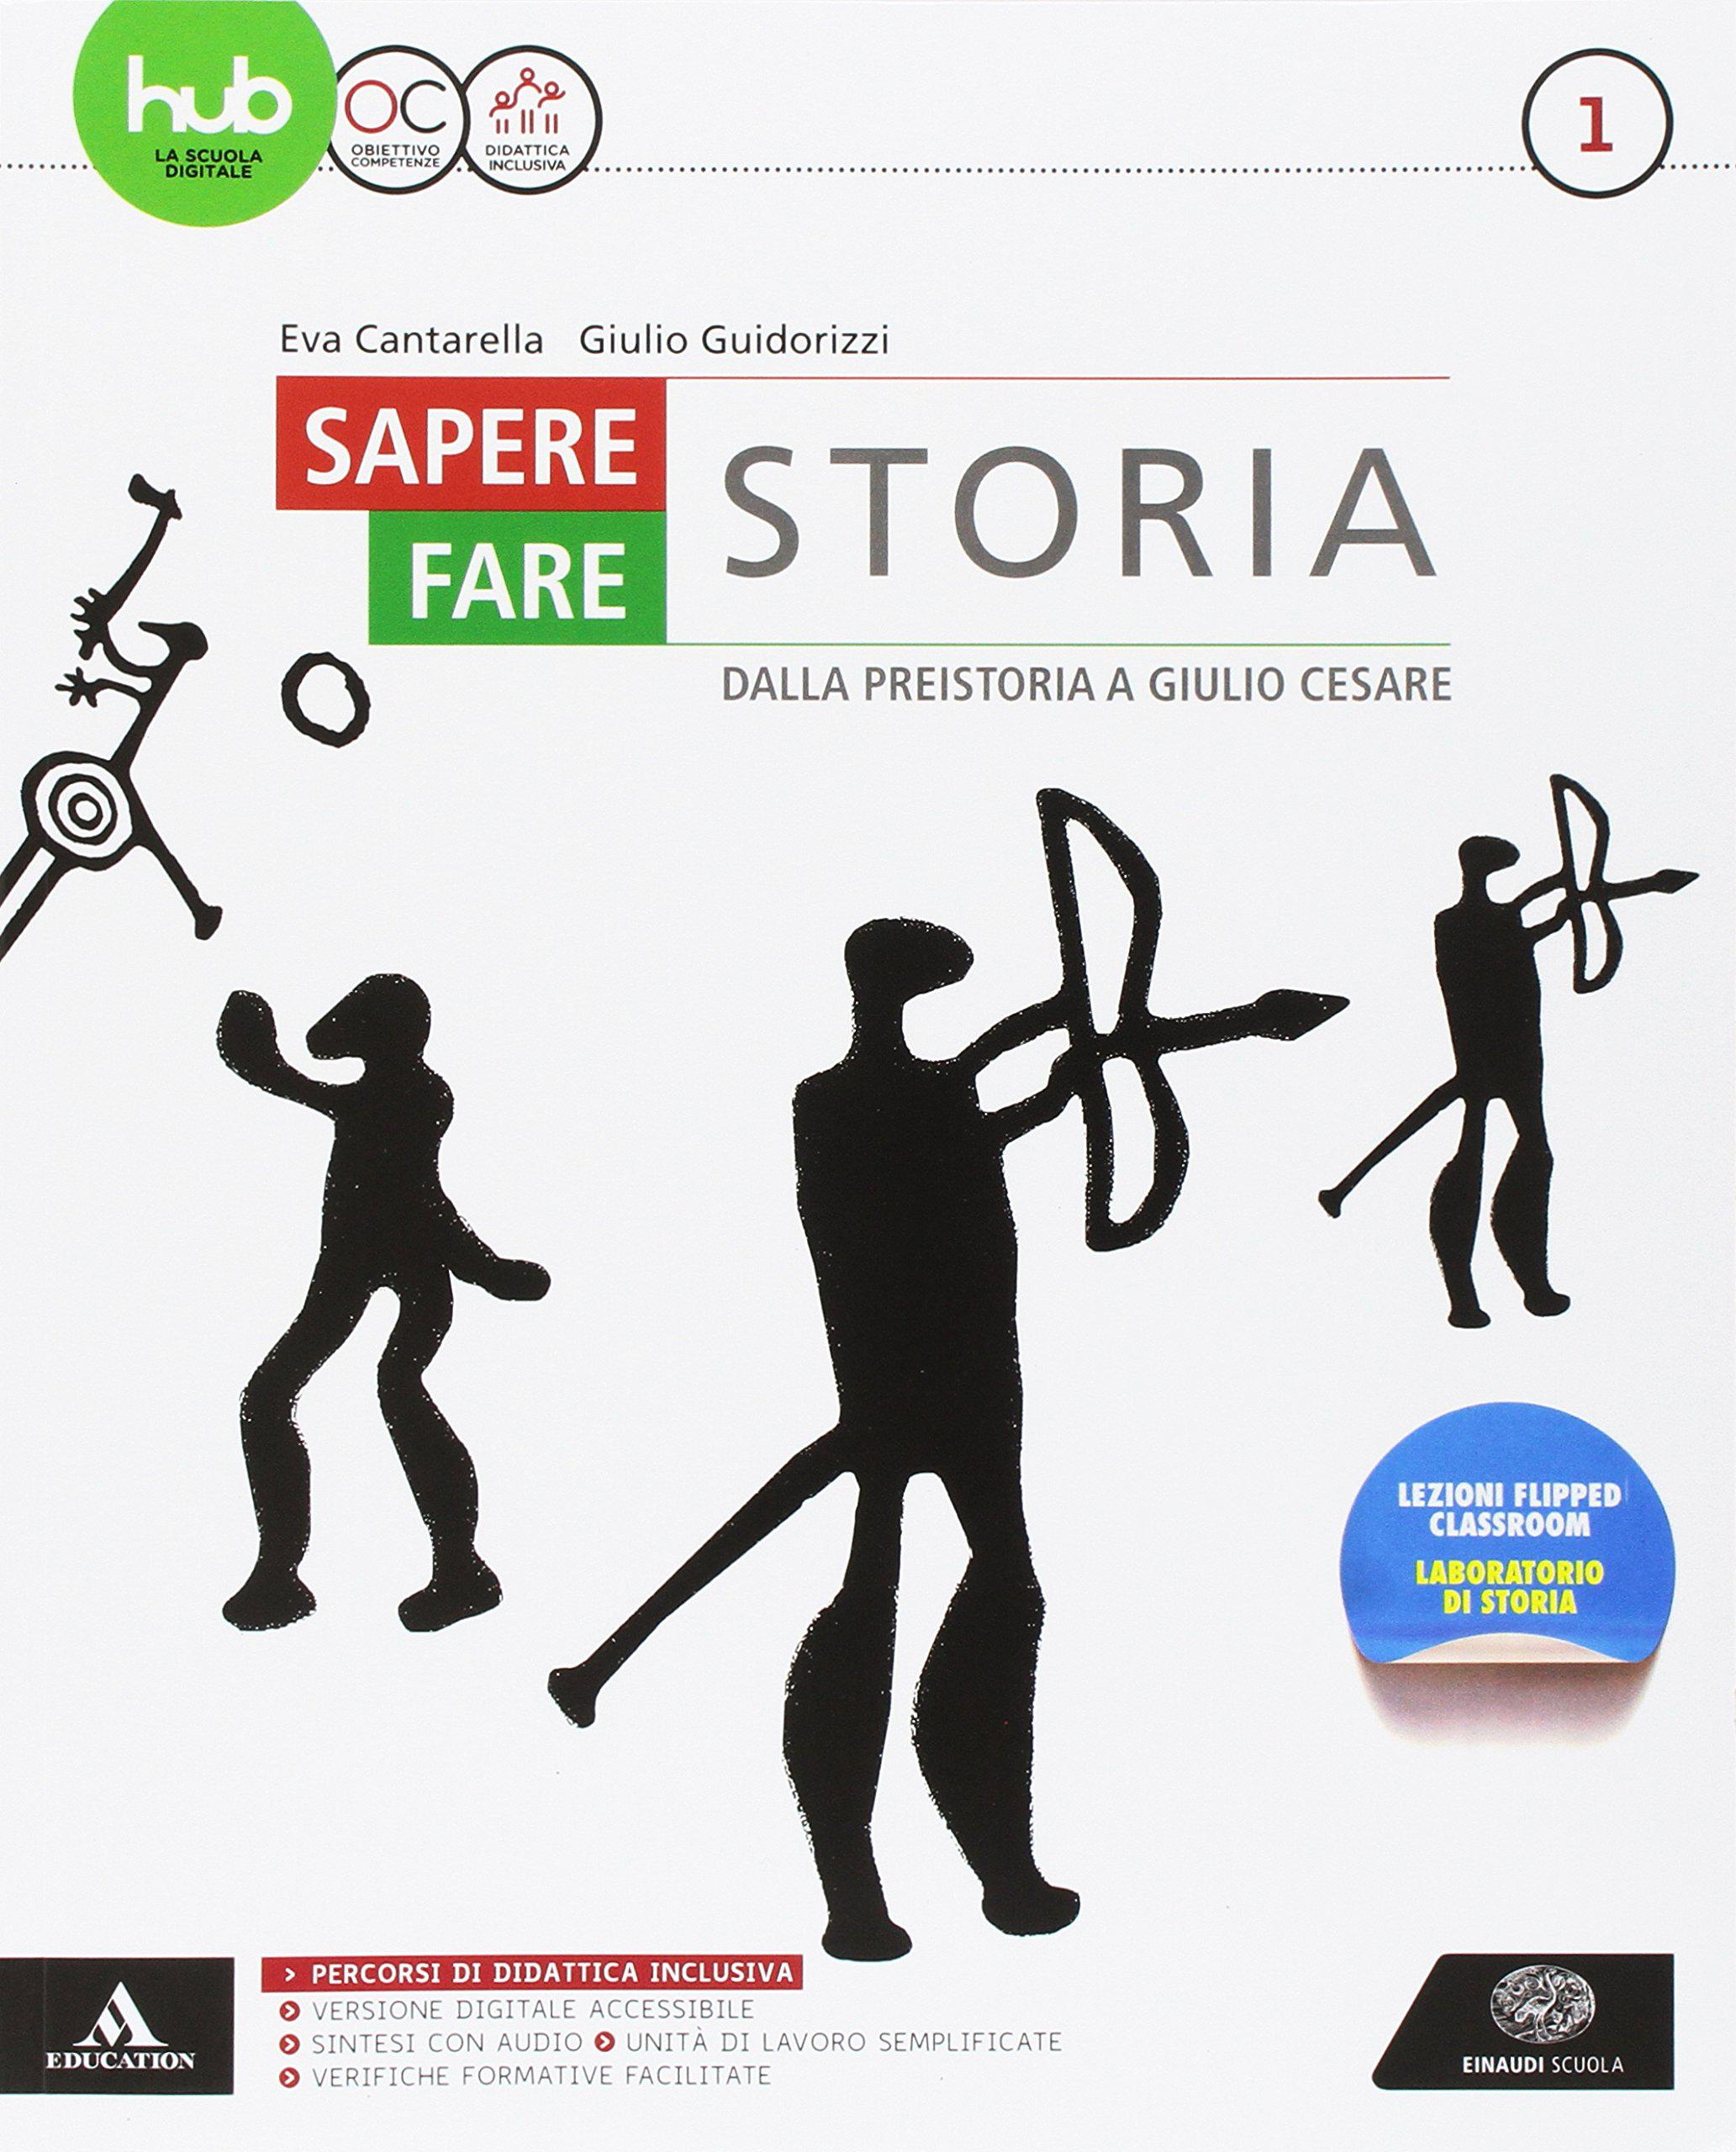 hub
LA SCUOLA
DIGITALE
OC
OBIETTIVO
COMPETENZE
DIDATTICA
INCLUSIVA
1
Eva Cantarella Giulio Guidorizzi
SAPERE
FARE
STORIA
DALLA PREISTORIA A GIULIO CESARE
LEZIONI FLIPPED
CLASSROOM
LABORATORIO
DI STORIA
> PERCORSI DI DIDATTICA INCLUSIVA
> VERSIONE DIGITALE ACCESSIBILE
> SINTESI CON AUDIO > UNITÀ DI LAVORO SEMPLIFICATE
> VERIFICHE FORMATIVE FACILITATE
EDUCATION
EINAUDI SCUOLA